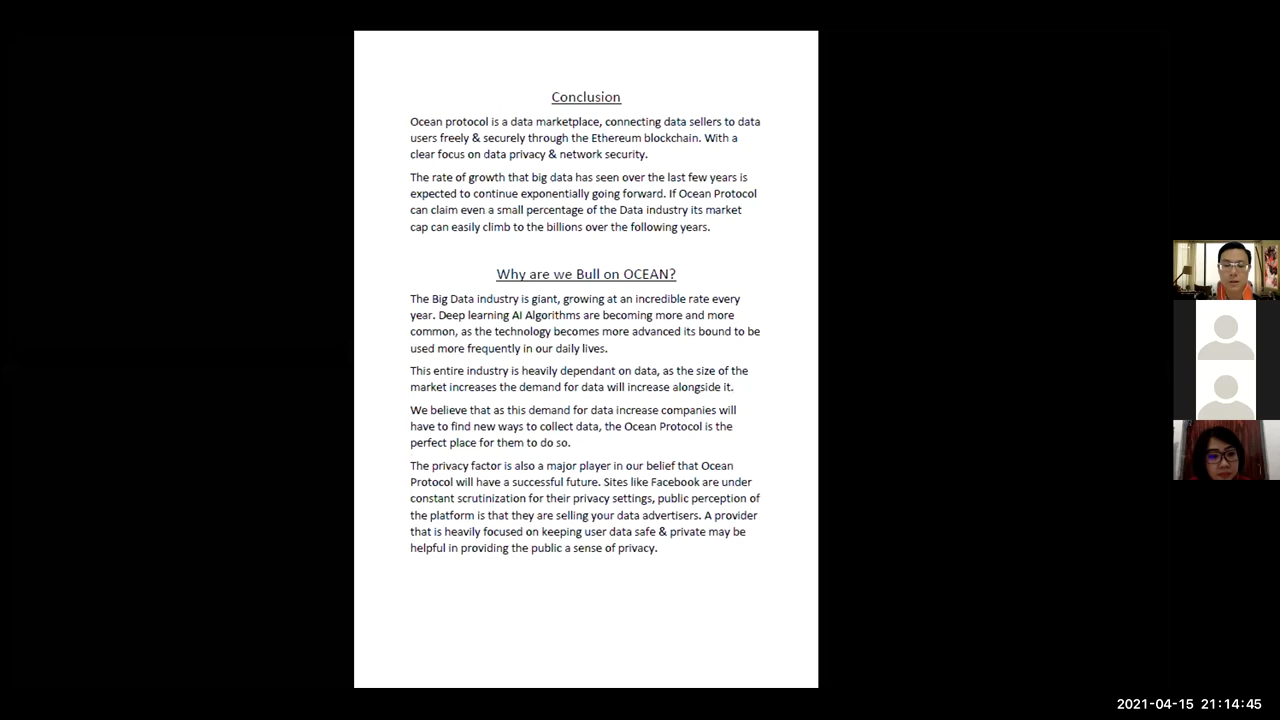 Conclusion
Ocean protocol is a data marketplace, connecting data sellers to data
users freely & securely through the Ethereum blockchain. With a
clear focus on data privacy & network security.
The rate of growth that big data has seen over the last few years is
expected to continue exponentially going forward. If Ocean Protocol
can claim even a small percentage of the Data industry its market
cap can easily climb to the billions over the following years.
Why are we Bull on OCEAN?
The Big Data industry is giant, growing at an incredible rate every
year. Deep learning AI Algorithms are becoming more and more
common, as the technology becomes more advanced its bound to be
used more frequently in our daily lives.
This entire industry is heavily dependant on data, as the size of the
market increases the demand for data will increase alongside it.
We believe that as this demand for data increase companies will
have to find new ways to collect data, the Ocean Protocol is the
perfect place for them to do so.
The privacy factor is also a major player in our belief that Ocean
Protocol will have a successful future. Sites like Facebook are under
constant scrutinization for their privacy settings, public perception of
the platform is that they are selling your data advertisers. A provider
that is heavily focused on keeping user data safe & private may be
helpful in providing the public a sense of privacy.
2021-04-15 21:14:45